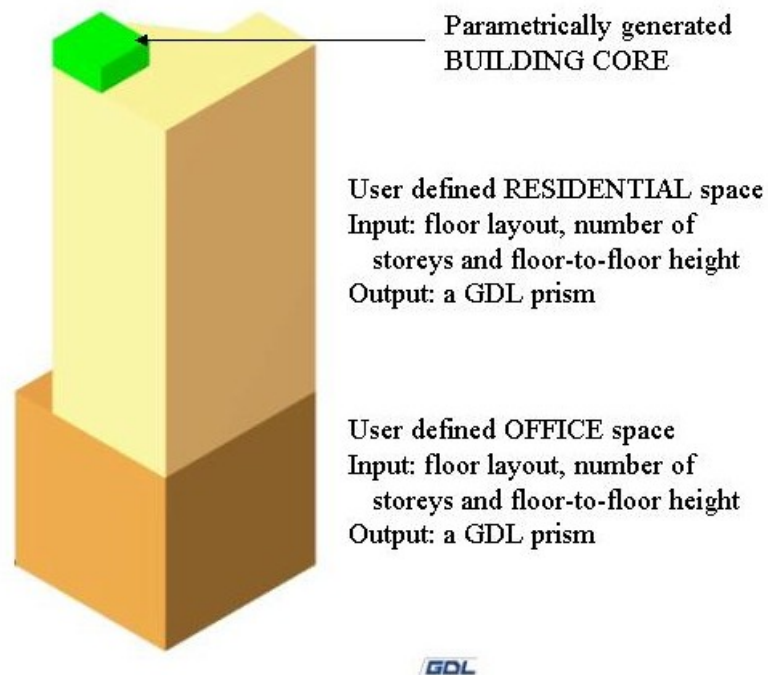 Parametrically generated
BUILDING CORE
User defined RESIDENTIAL space
Input: floor layout, number of
storeys and floor-to-floor height
Output: a GDL prism
User defined OFFICE space
Input: floor layout, number of
storeys and floor-to-floor height
Output: a GDL prism
GDL